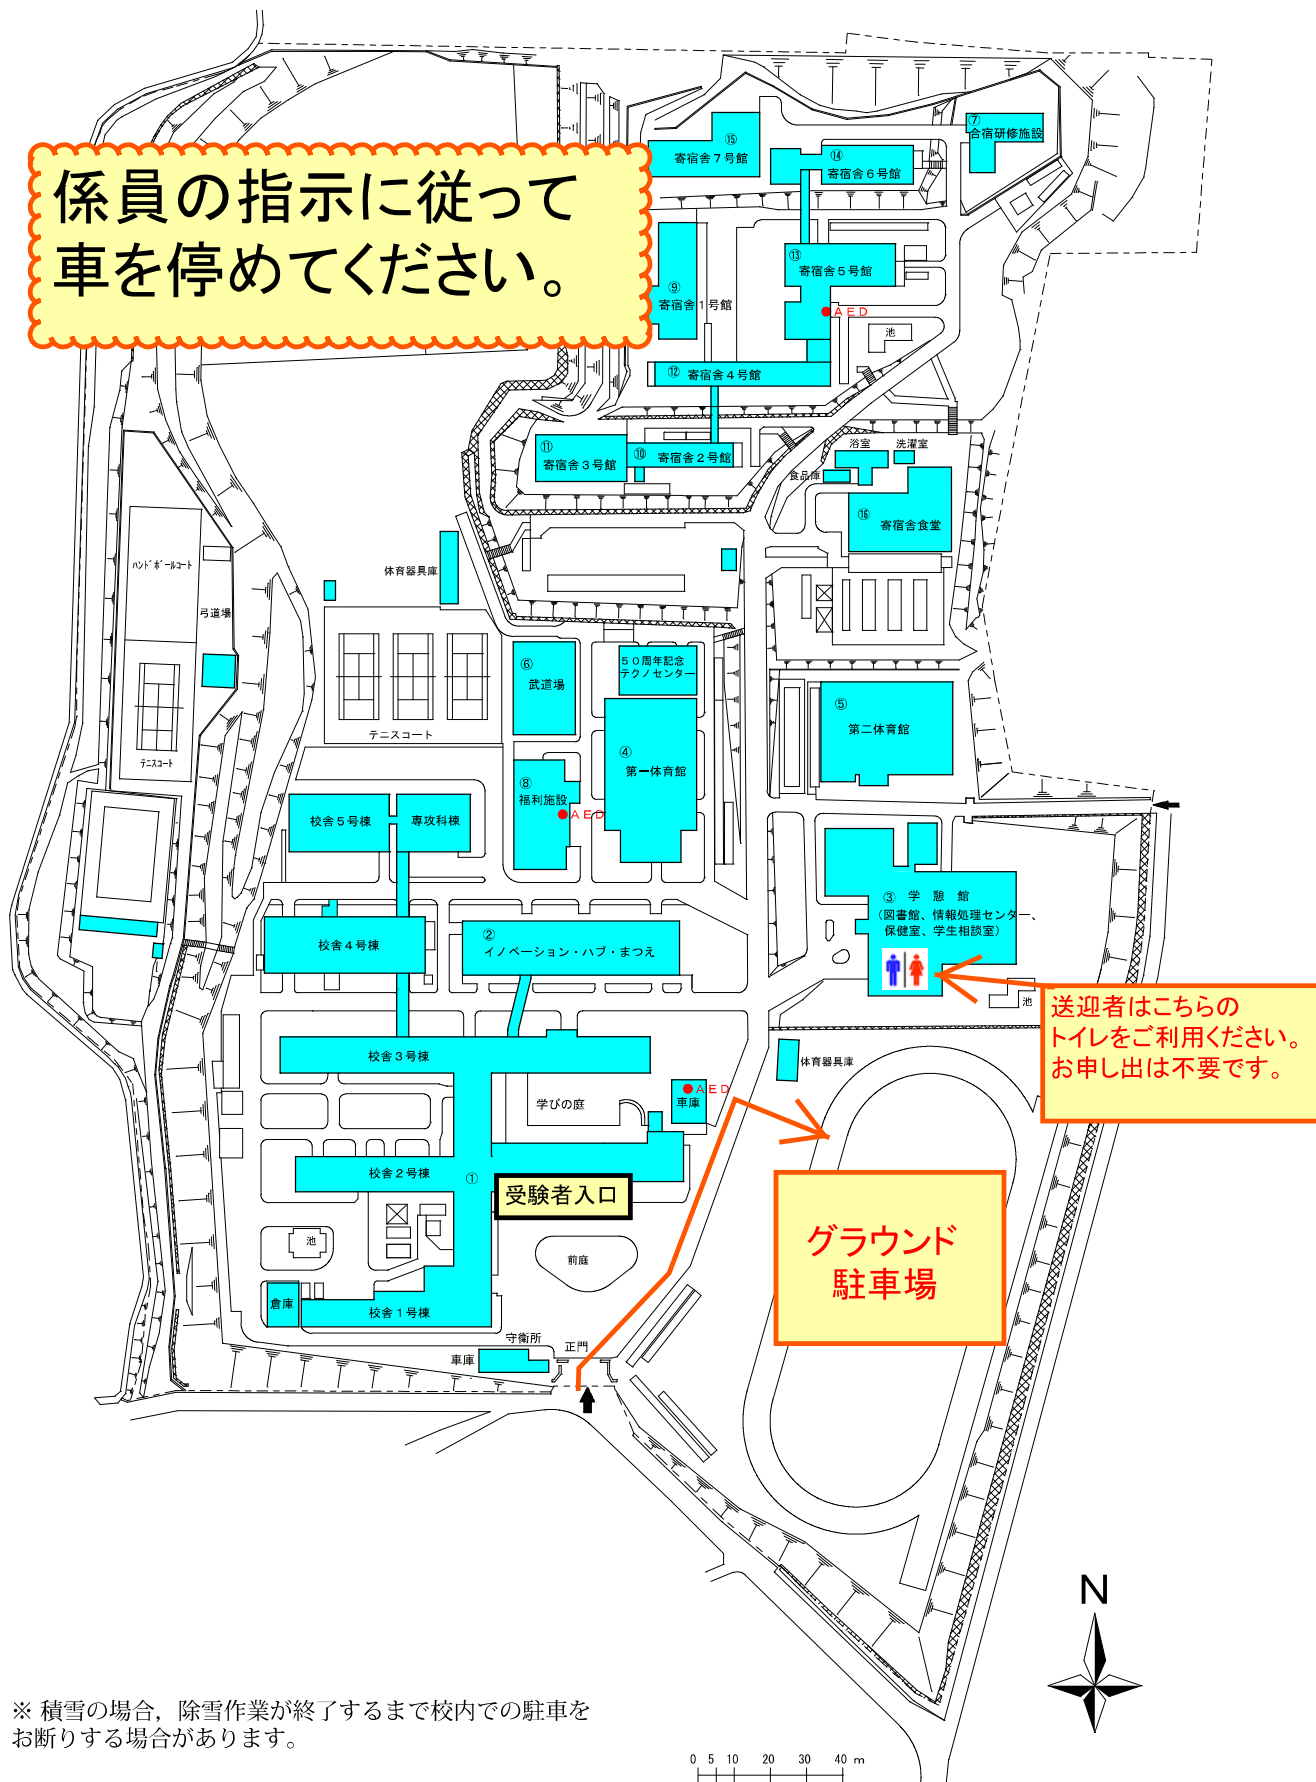 係員の指示に従って
車を停めてください。
⑮
寄宿舎７号館
⑭
寄宿舎６号館
⑦
合宿研修施設
⑬
寄宿舎５号館
ＡＥＤ
⑨
寄宿舎１号館
池
⑫ 寄宿舎４号館
⑪
寄宿舎３号館
⑩ 寄宿舎２号館
浴室 洗濯室
食品庫
⑯
寄宿舎食堂
ﾊﾝﾄﾞﾎﾞｰﾙｺｰﾄ
弓道場
体育器具庫
⑥
武道場
５０周年記念
テクノセンター
テニスコート
ﾃﾆｽｺｰﾄ
④
第一体育館
⑤
第二体育館
⑧
福利施設
ＡＥＤ
校舎５号棟
専攻科棟
③ 学 憩 館
（図書館、情報処理センター、
保健室、学生相談室）
校舎４号棟
②
イノベーション・ハブ・まつえ
池
送迎者はこちらの
トイレをご利用ください。
お申し出は不要です。
校舎３号棟
体育器具庫
学びの庭
ＡＥＤ
車庫
校舎２号棟
①
受験者入口
グラウンド
駐車場
池
前庭
倉庫
校舎１号棟
守衛所
正門
車庫
N
※ 積雪の場合，除雪作業が終了するまで校内での駐車を
お断りする場合があります。
0 5 10 20 30 40 m